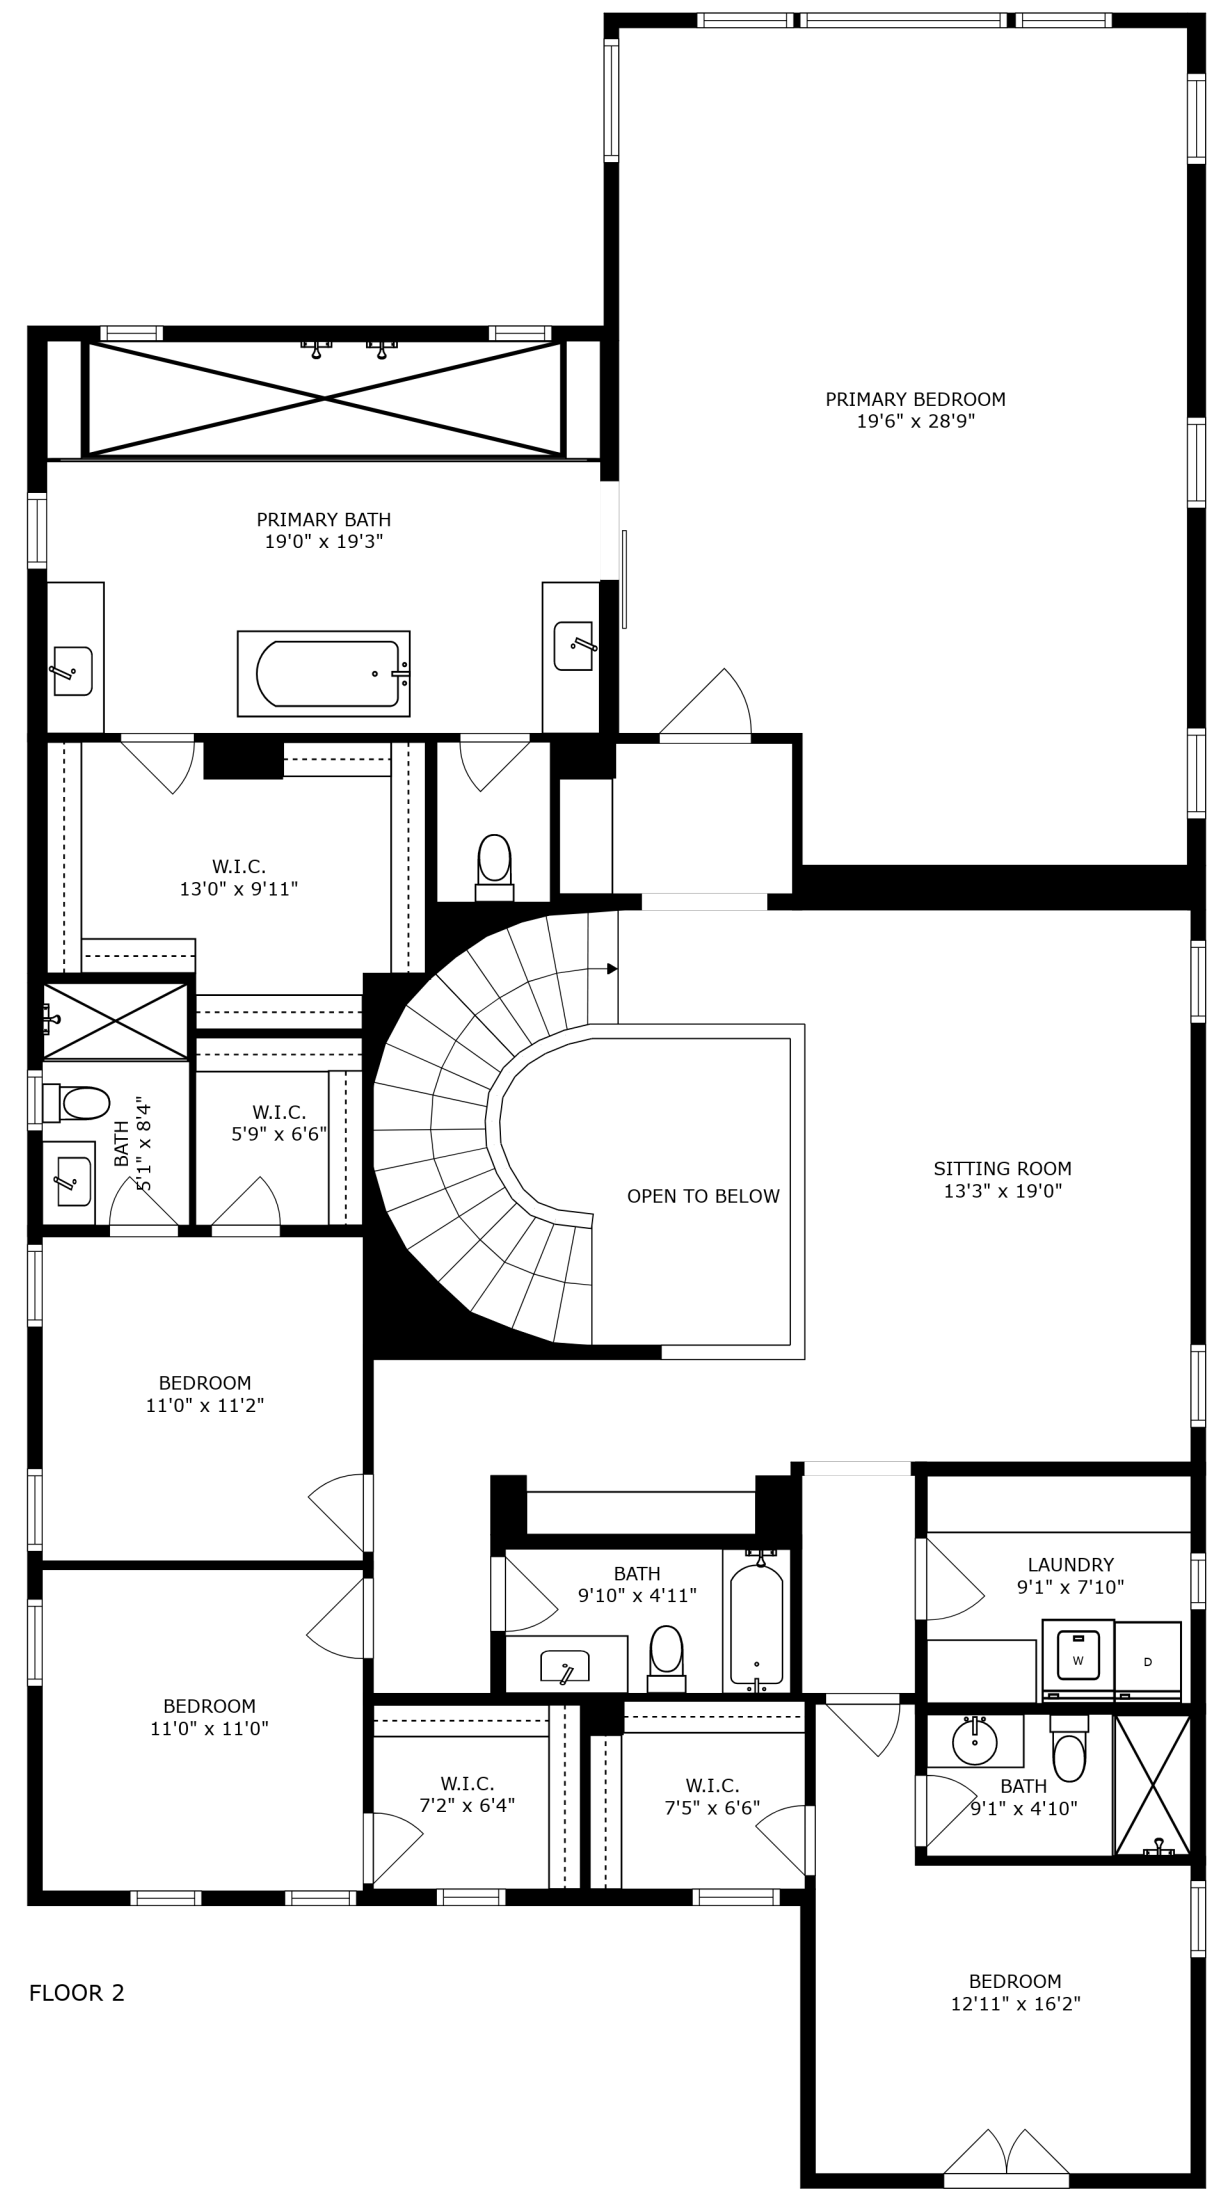 PRIMARY BEDROOM
19'6" x 28'9"
PRIMARY BATH
19'0" x 19'3"
W.I.C.
13'0" x 9'11"
BATH
5'1" x 8'4"
W.I.C.
5'9" x 6'6"
OPEN TO BELOW
SITTING ROOM
13'3" x 19'0"
BEDROOM
11'0" x 11'2"
BATH
9'10" x 4'11"
LAUNDRY
9'1" x 7'10"
W
D
BEDROOM
11'0" x 11'0"
W.I.C.
7'2" x 6'4"
W.I.C.
7'5" x 6'6"
BATH
9'1" x 4'10"
BEDROOM
12'11" x 16'2"
FLOOR 2